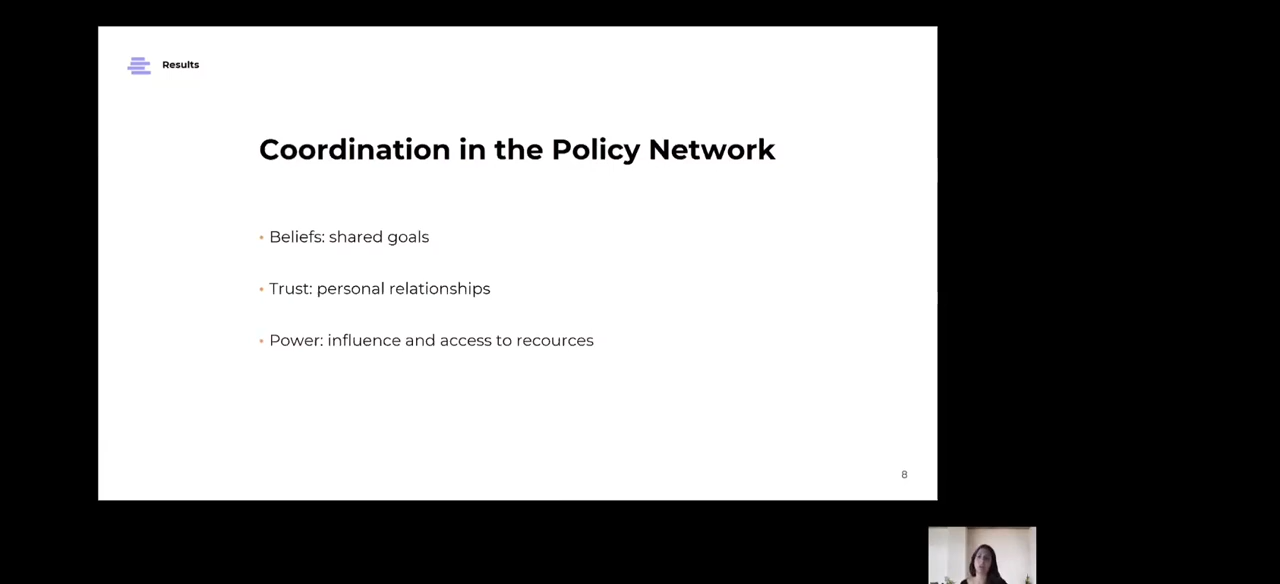 Results
Coordination in the Policy Network
• Beliefs: shared goals
• Trust: personal relationships
• Power: influence and access to recources
8